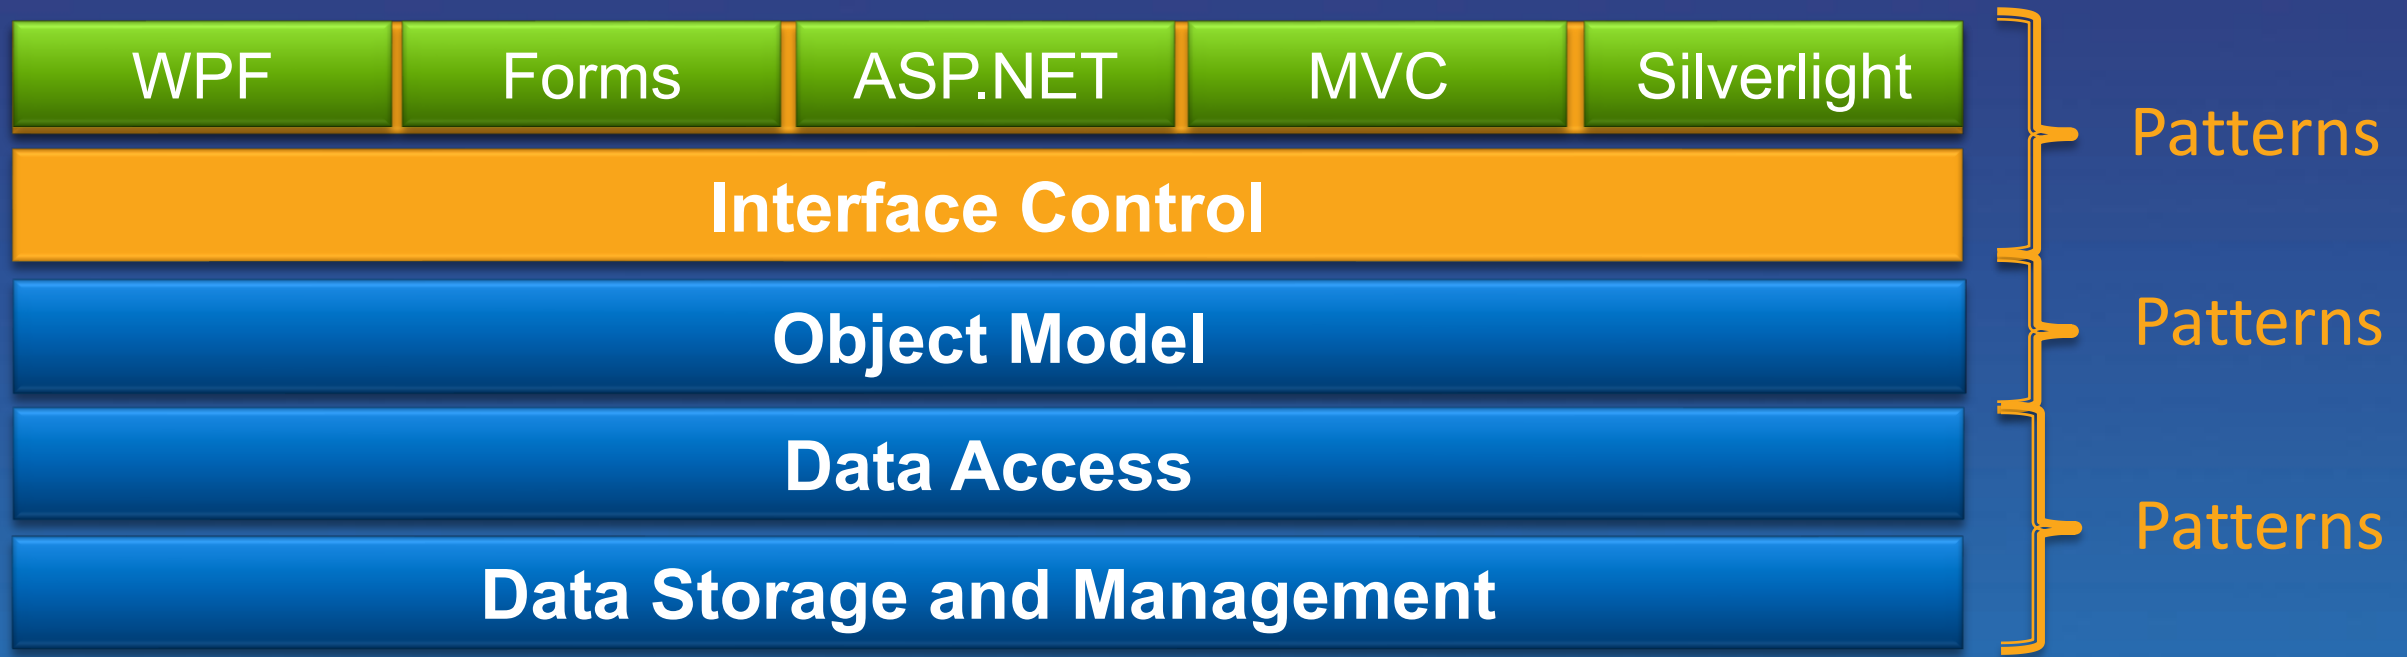 WPF Forms ASP.NET MVC Silverlight
Patterns
Interface Control
Object Model
Patterns
Data Access
Patterns
Data Storage and Management